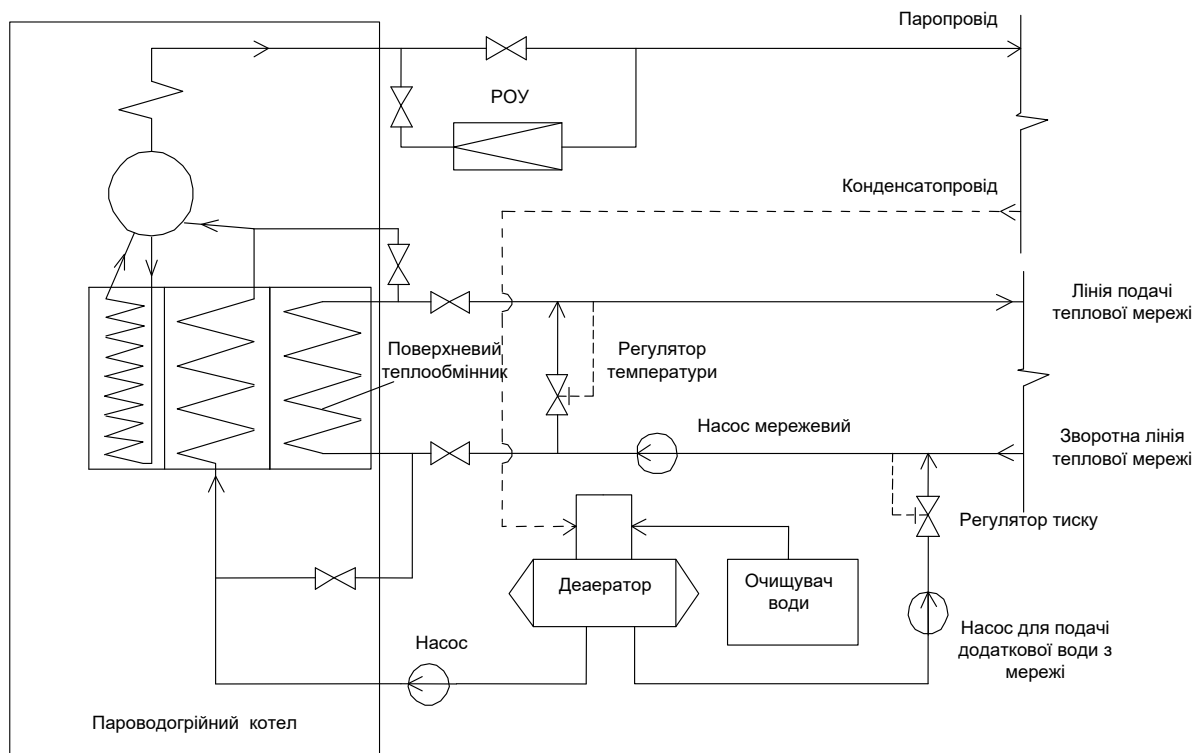 Паропровід
РОУ
Конденсатопровід
Лінія подачі
теплової мережі
Поверхневий
теплообмінник
Регулятор
температури
Насос мережевий
Зворотна лінія
теплової мережі
Регулятор тиску
Деаератор
Очищувач
води
Насос
Насос для подачі
додаткової води з
мережі
Пароводогрійний котел